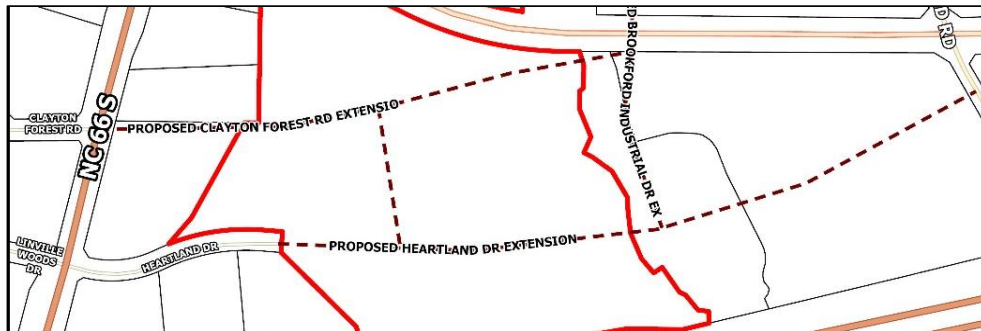 D BROOKFORD INDUSTRIAL DR EX
D RD
CLAYTON
FOREST RD
PROPOSED CLAYTON FOREST RD EXTENSIO
NC 66 S
LINVILLE
WOODS
DR
HEARTLAND DR
PROPOSED HEARTLAND DR EXTENSION